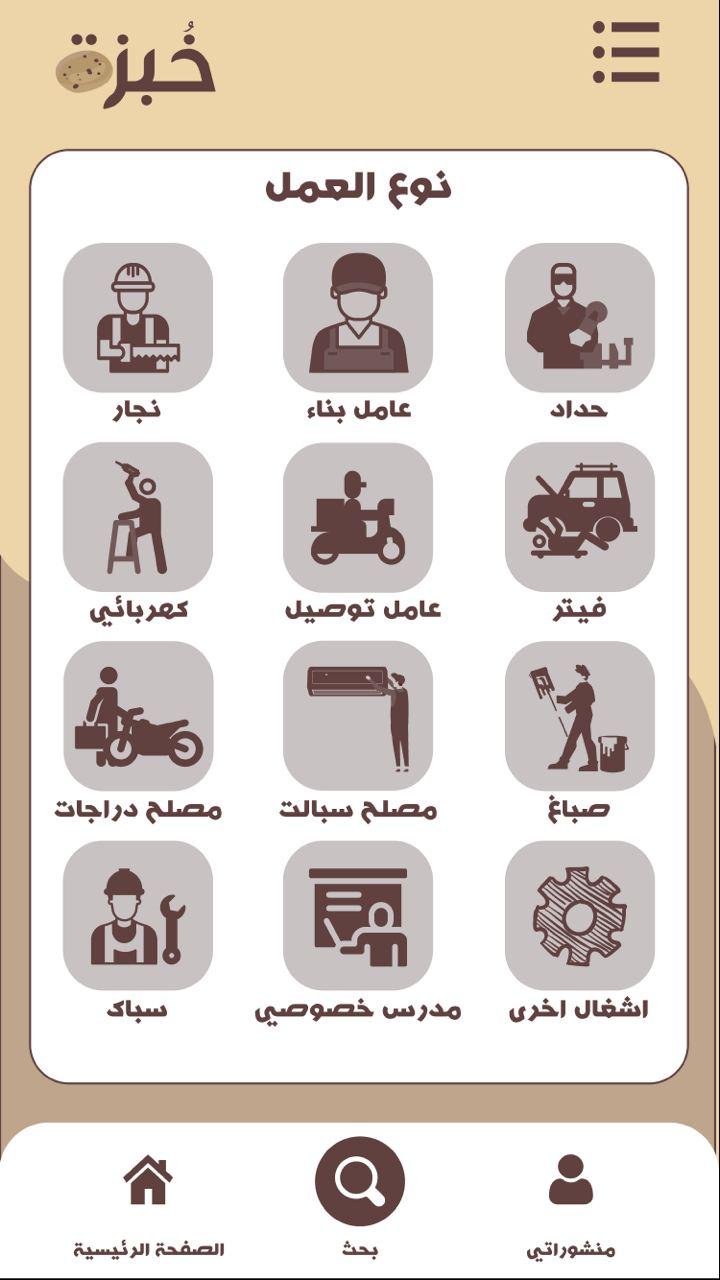 خُبزة
نوع العمل
حداد
عامل بناء
نجار
فيتر
عامل توصيل
كهربائي
صباغ
مصلح سبالت
مصلح دراجات
اشغال اخرى
مدرس خصوصي
سباك
منشوراتي
بحث
الصفحة الرئيسية